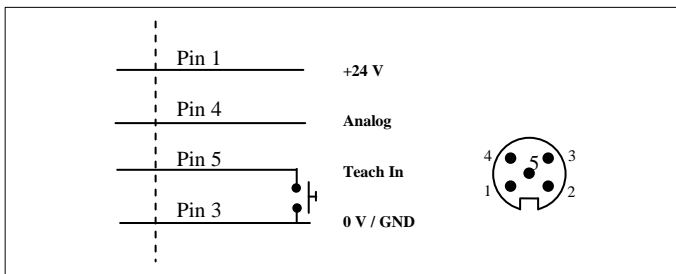 Pin 1
+24 V
Pin 4
Analog
Pin 5
Teach In
Pin 3
0 V / GND
4 5 3
1 2